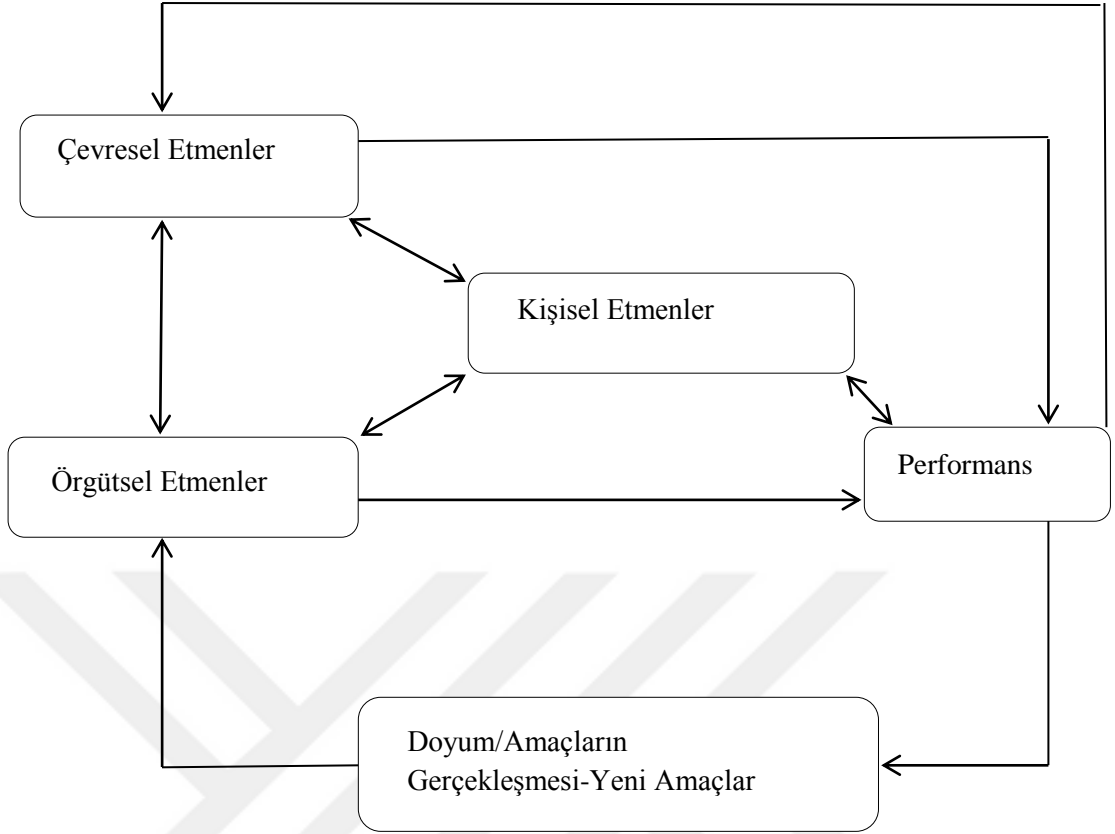 Çevresel Etmenler
Kişisel Etmenler
Örgütsel Etmenler
Performans
Doyum/Amaçların
Gerçekleşmesi-Yeni Amaçlar